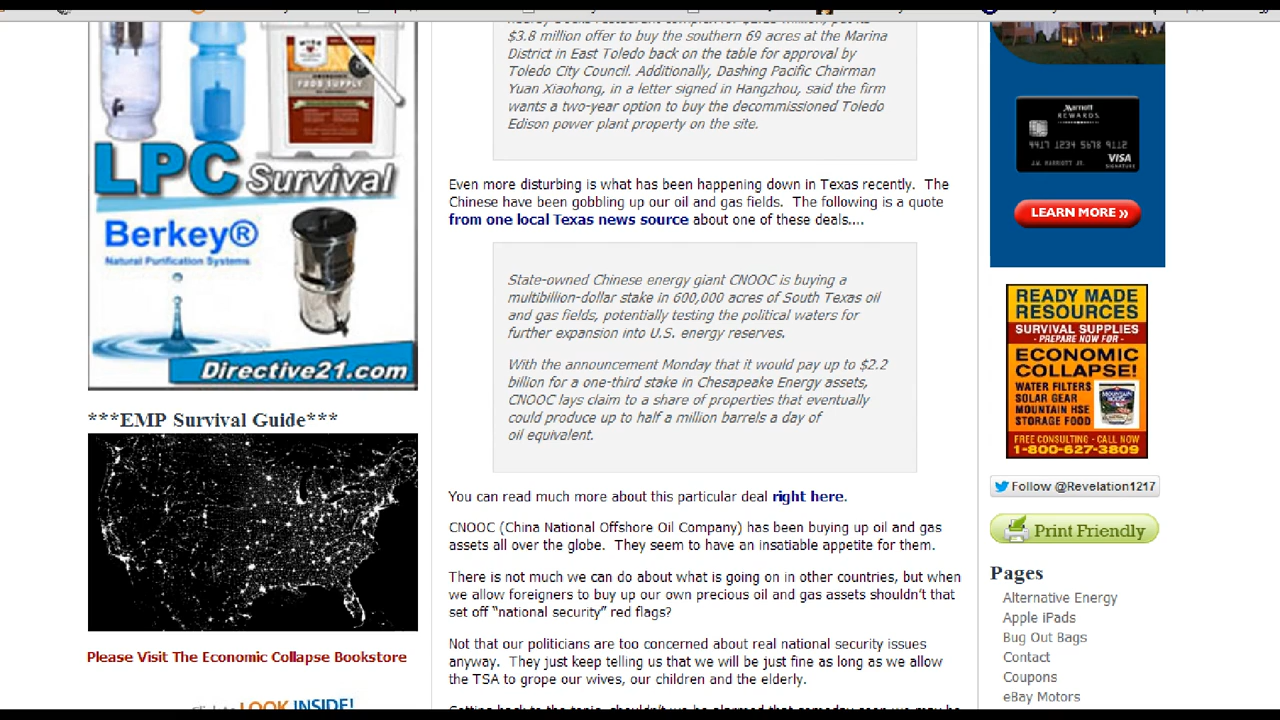 LPC Survival
Berkey®
Natural Purification Systems
Directive21.com
***EMP Survival Guide***
Please Visit The Economic Collapse Bookstore
LOOK INSIDE!
$3.8 million offer to buy the southern 69 acres at the Marina
District in East Toledo back on the table for approval by
Toledo City Council. Additionally, Dashing Pacific Chairman
Yuan Xiaohong, in a letter signed in Hangzhou, said the firm
wants a two-year option to buy the decommissioned Toledo
Edison power plant property on the site.
Even more disturbing is what has been happening down in Texas recently. The
Chinese have been gobbling up our oil and gas fields. The following is a quote
from one local Texas news source about one of these deals....
State-owned Chinese energy giant CNOOC is buying a
multibillion-dollar stake in 600,000 acres of South Texas oil
and gas fields, potentially testing the political waters for
further expansion into U.S. energy reserves.
With the announcement Monday that it would pay up to $2.2
billion for a one-third stake in Chesapeake Energy assets,
CNOOC lays claim to a share of properties that eventually
could produce up to half a million barrels a day of
oil equivalent.
You can read much more about this particular deal right here.
CNOOC (China National Offshore Oil Company) has been buying up oil and gas
assets all over the globe. They seem to have an insatiable appetite for them.
There is not much we can do about what is going on in other countries, but when
we allow foreigners to buy up our own precious oil and gas assets shouldn't that
set off "national security" red flags?
Not that our politicians are too concerned about real national security issues
anyway. They just keep telling us that we will be just fine as long as we allow
the TSA to grope our wives, our children and the elderly.
Marriott
REWARDS
4417 1234 5678 9112
J.W. MARRIOTT JR.
VISA
SIGNATURE
LEARN MORE »
READY MADE
RESOURCES
SURVIVAL SUPPLIES
- PREPARE NOW FOR -
ECONOMIC
COLLAPSE!
WATER FILTERS
SOLAR GEAR
MOUNTAIN HSE
STORAGE FOOD
FREE CONSULTING - CALL NOW
1-800-627-3809
Follow @Revelation1217
Print Friendly
Pages
Alternative Energy
Apple iPads
Bug Out Bags
Contact
Coupons
eBay Motors